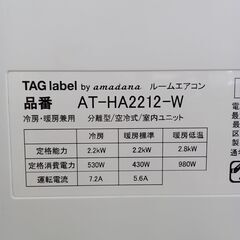 TAG label by amadana ルームエアコン
品番 AT-HA2212-W
冷房・暖房兼用 分離型/空冷式/室内ユニット
冷房 暖房標準 暖房低温
定格能力 2.2kW 2.2kW 2.8kW
定格消費電力 530W 430W 980W
運転電流 7.2A 5.6A